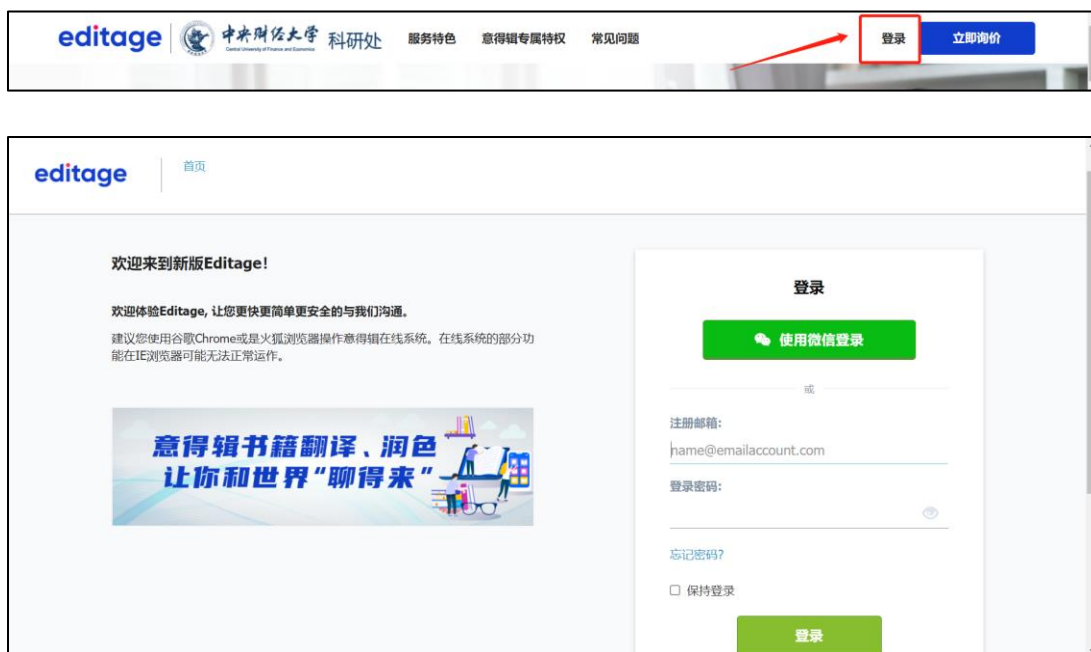 editage 中央财经大学 科研处 服务特色 意得辑专属特权 常见问题 登录 立即询价
Central University of Finance and Economics
editage 首页
欢迎来到新版Editage!
欢迎体验Editage, 让您更快更简单更安全的与我们沟通。
建议您使用谷歌Chrome或是火狐浏览器操作意得辑在线系统。在线系统的部分功
能在IE浏览器可能无法正常运作。
意得辑书籍翻译、润色
让你和世界“聊得来”
登录
使用微信登录
或
注册邮箱:
name@emailaccount.com
登录密码:
忘记密码?
保持登录
登录